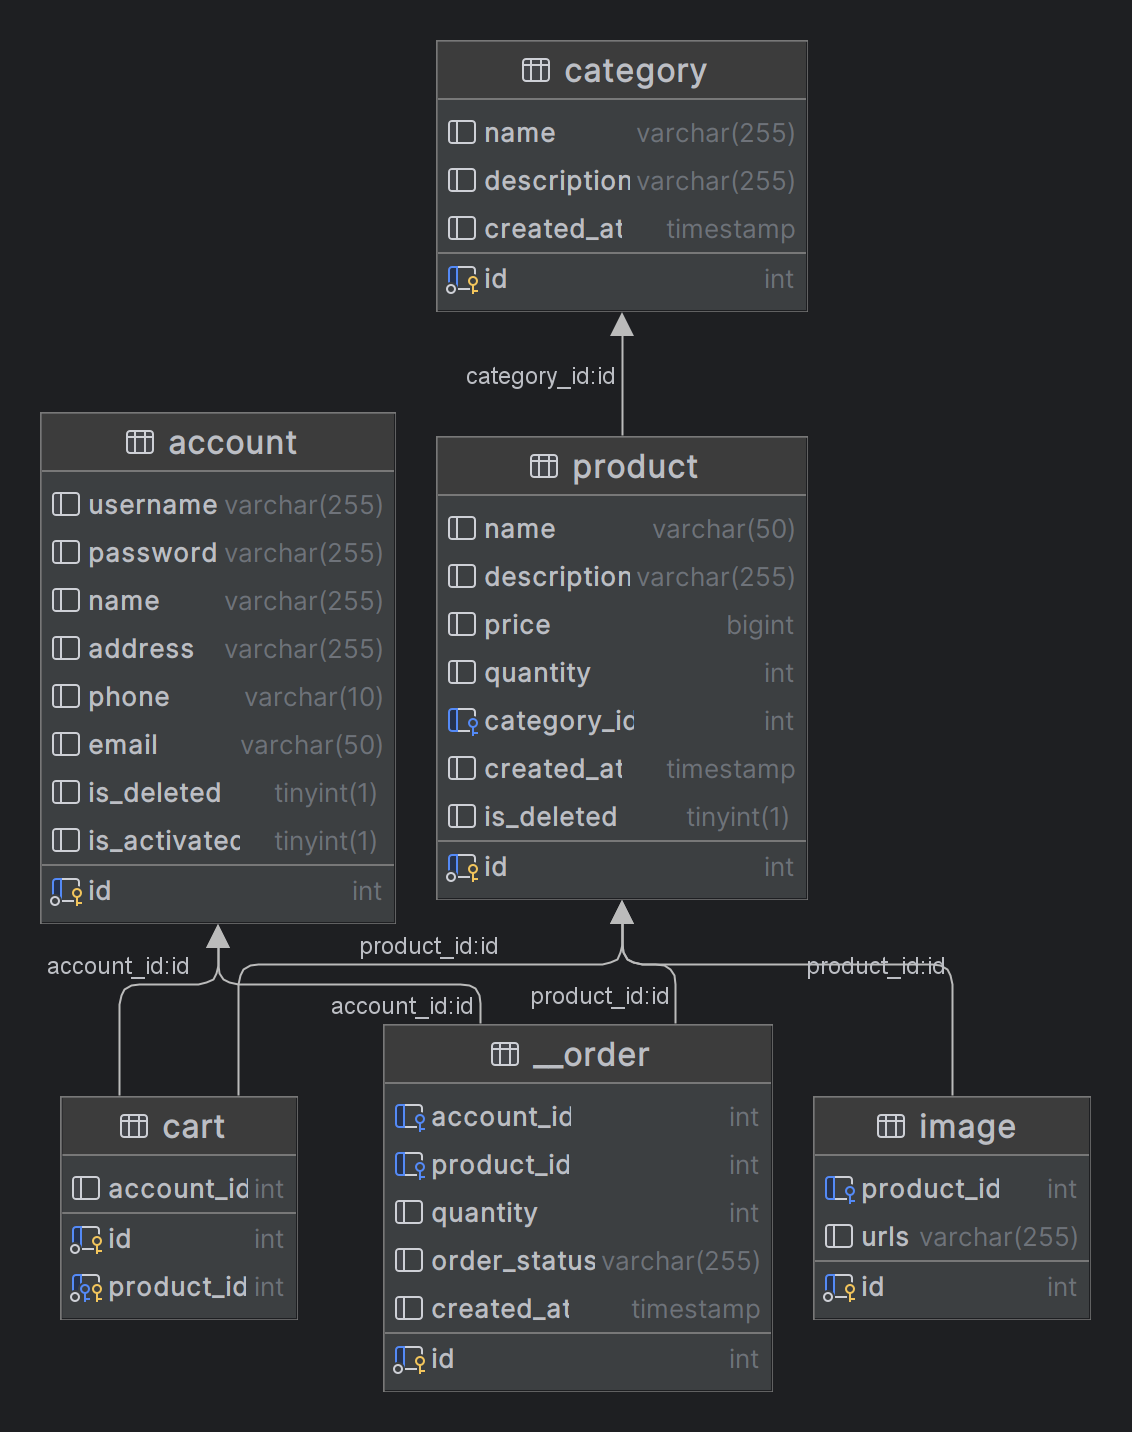 category
name varchar(255)
description varchar(255)
created_at timestamp
id int
category_id:id
account
username varchar(255)
password varchar(255)
name varchar(255)
address varchar(255)
phone varchar(10)
email varchar(50)
is_deleted tinyint(1)
is_activated tinyint(1)
id int
product
name varchar(50)
description varchar(255)
price bigint
quantity int
category_id int
created_at timestamp
is_deleted tinyint(1)
id int
account_id:id
product_id:id
account_id:id
product_id:id
product_id:id
cart
account_id int
id int
product_id int
__order
account_id int
product_id int
quantity int
order_status varchar(255)
created_at timestamp
id int
image
product_id int
urls varchar(255)
id int